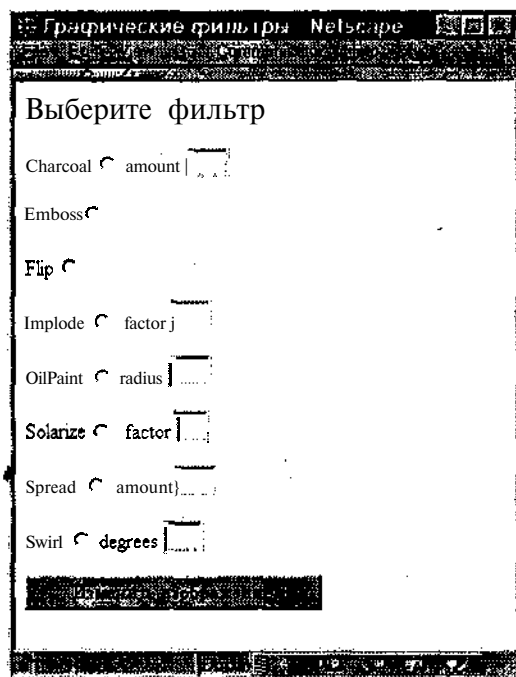 Графические фильтры Netscape
Выберите фильтр
Charcoal amount
Emboss
Flip
Implode factor
OilPaint radius
Solarize factor
Spread amount
Swirl degrees